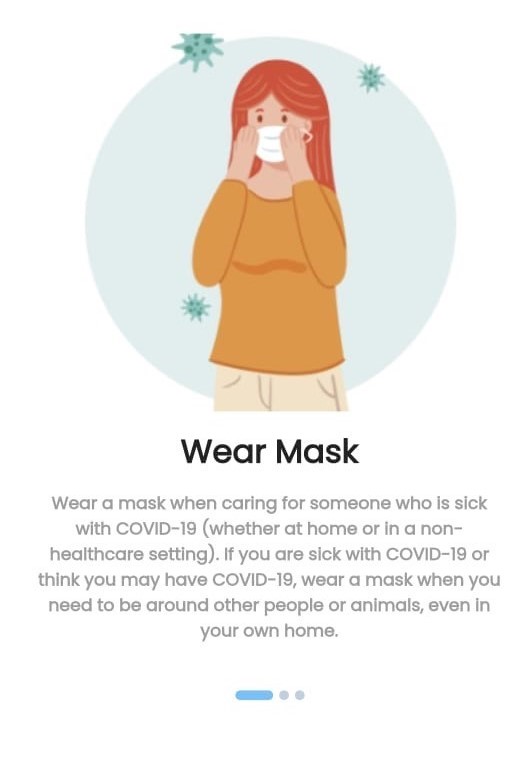 Wear Mask
Wear a mask when caring for someone who is sick
with COVID-19 (whether at home or in a non-
healthcare setting). If you are sick with COVID-19 or
think you may have COVID-19, wear a mask when you
need to be around other people or animals, even in
your own home.